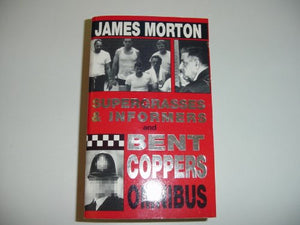 JAMES MORTON
SUPERGRASSES
& INFORMERS
and
BENT
COPPERS
OMNIBUS